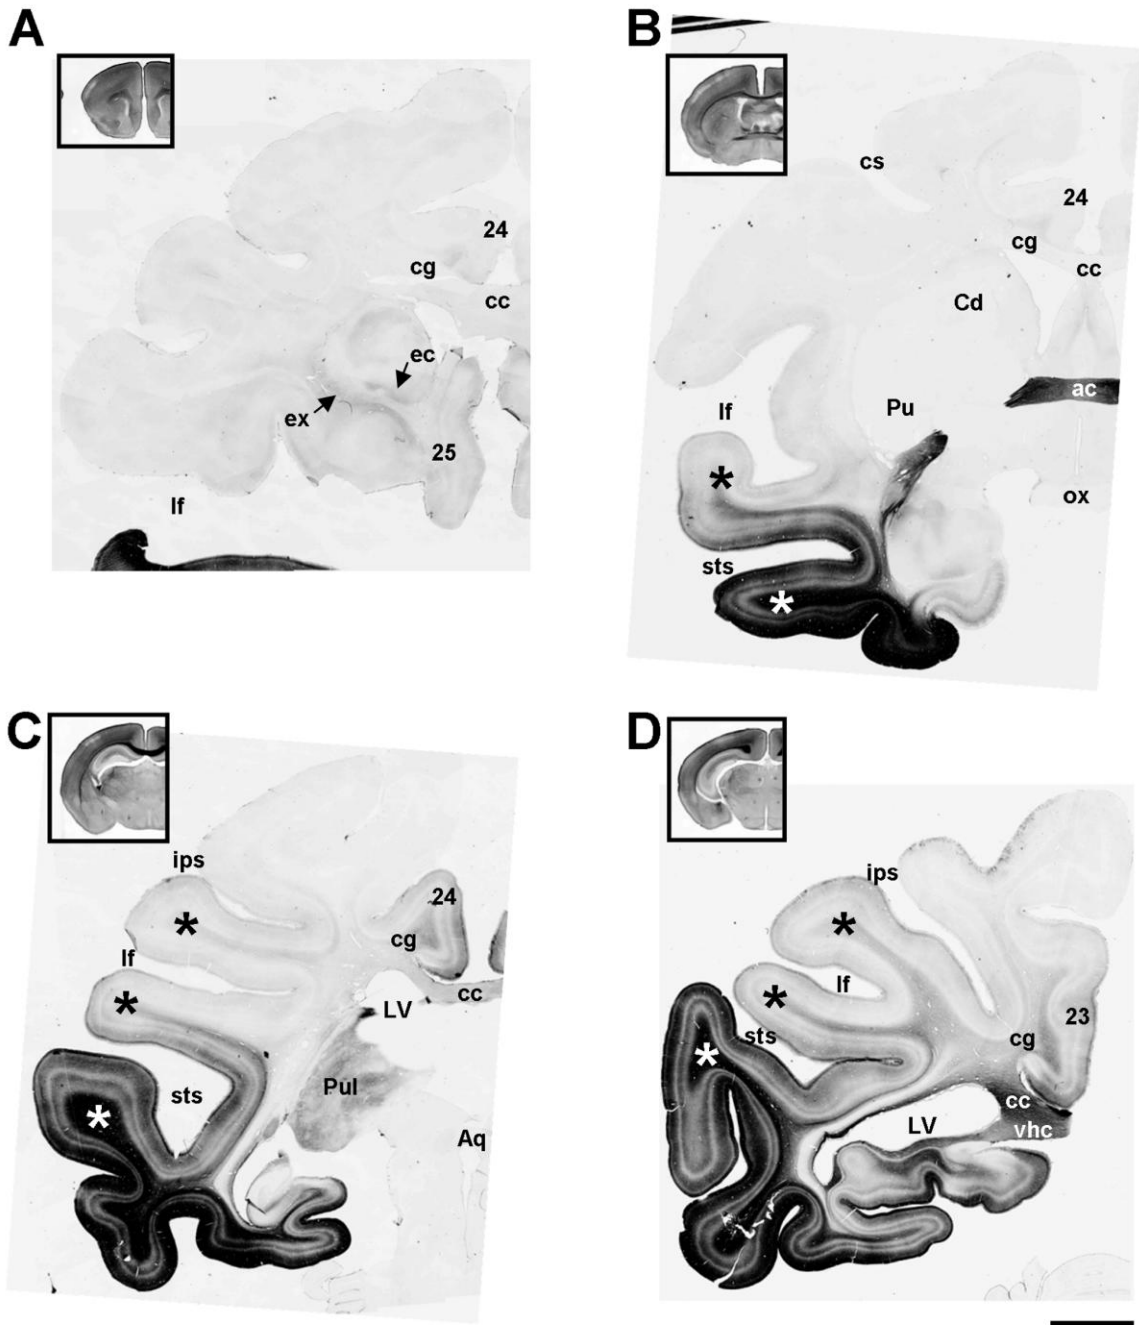 A
24
cg
cc
ec
ex
25
lf
B
cs
24
cg
cc
Cd
ac
lf
Pu
ox
sts
*
*
C
ips
24
*
cg
lf
cc
*
LV
sts
Pul
*
Aq
D
ips
*
lf
*
23
sts
cg
*
cc
LV
vhc